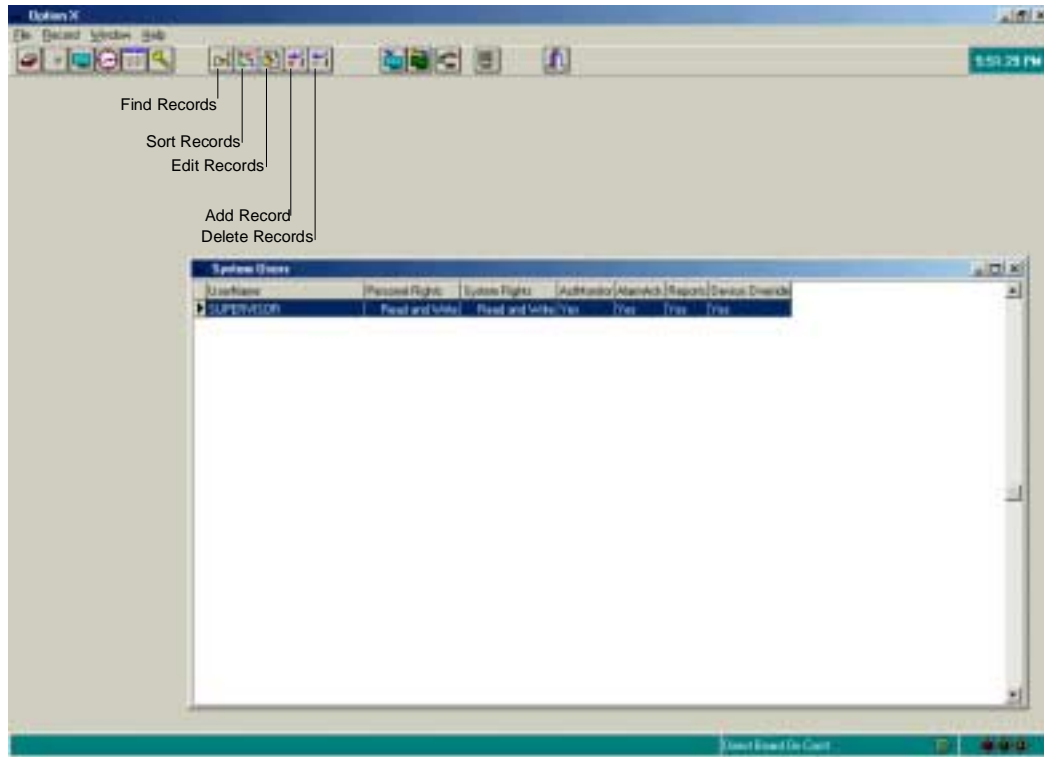 Option X
File Record Window Help
5:51:29 PM
Find Records
Sort Records
Edit Records
Add Record
Delete Records
System Users
UserName Personal Rights System Rights AlarmAck Reports Device Override
SUPERVISOR Read and Write Read and Write Yes Yes Yes Yes